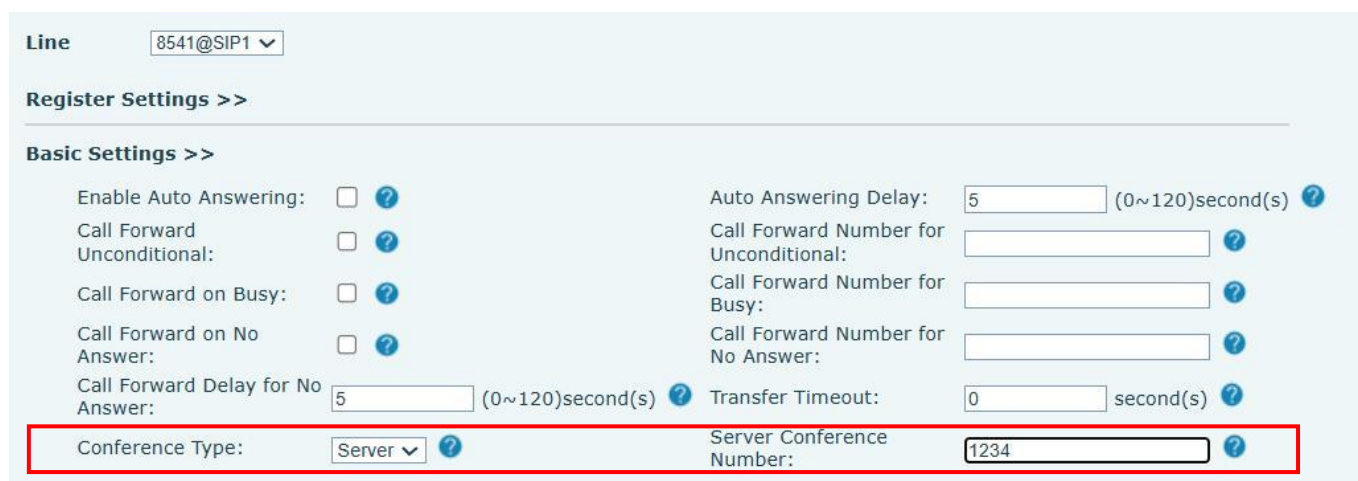 Line 8541@SIP1
Register Settings >>
Basic Settings >>
Enable Auto Answering: ? Auto Answering Delay: 5 (0~120)second(s) ?
Call Forward
Unconditional: ? Call Forward Number for
Unconditional: ?
Call Forward on Busy: ? Call Forward Number for
Busy: ?
Call Forward on No
Answer: ? Call Forward Number for
No Answer: ?
Call Forward Delay for No
Answer: 5 (0~120)second(s) ? Transfer Timeout: 0 second(s) ?
Conference Type: Server ? Server Conference
Number: 1234 ?